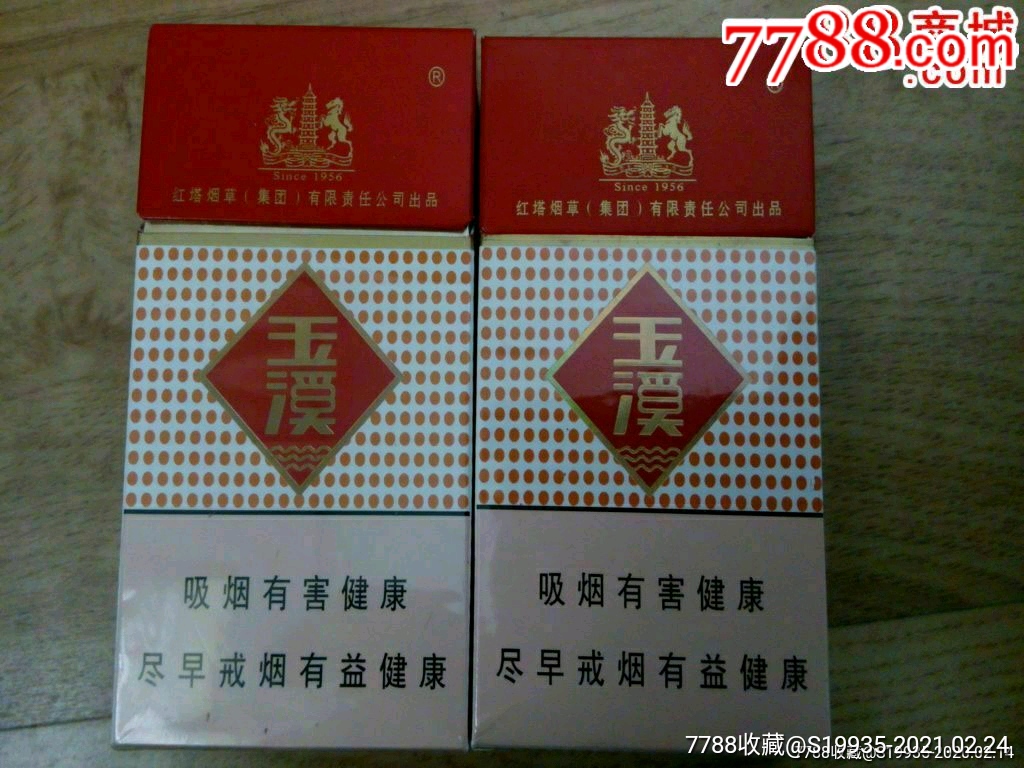 7788商城
.com
.com
®
Since 1956
红塔烟草（集团）有限责任公司出品
玉
溪
吸烟有害健康
尽早戒烟有益健康
®
Since 1956
红塔烟草（集团）有限责任公司出品
玉
溪
吸烟有害健康
尽早戒烟有益健康
7788收藏@S19935-2021.02.24